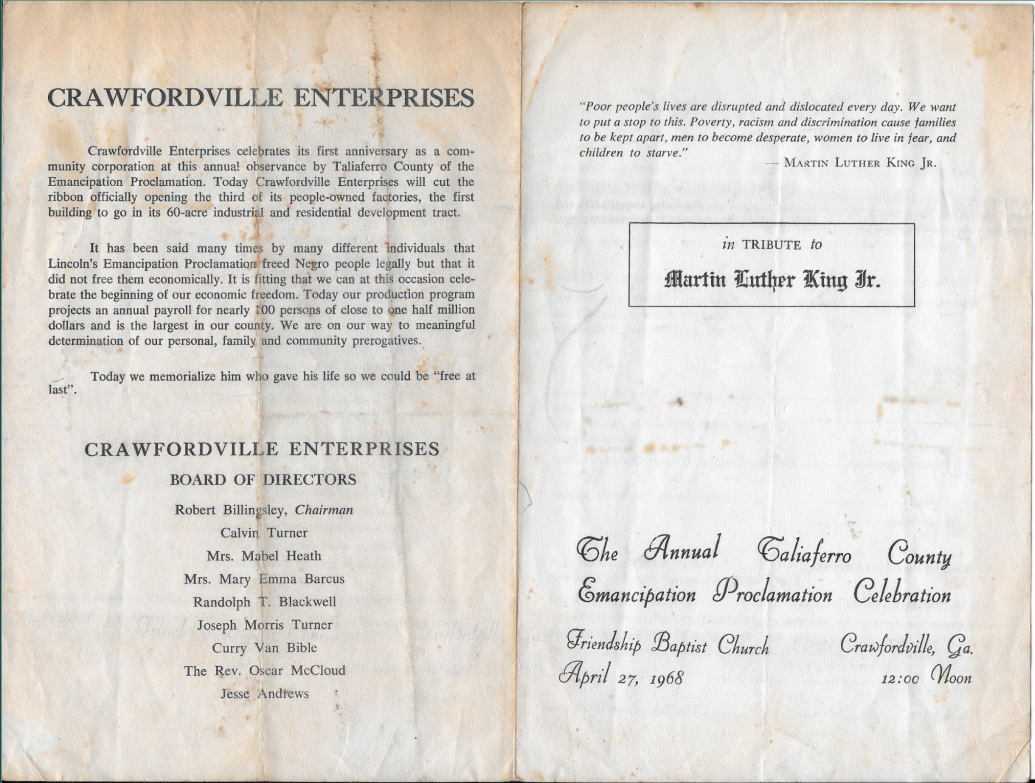 CRAWFORDVILLE ENTERPRISES
Crawfordville Enterprises celebrates its first anniversary as a com-
munity corporation at this annual observance by Taliaferro County of the
Emancipation Proclamation. Today Crawfordville Enterprises will cut the
ribbon officially opening the third of its people-owned factories, the first
building to go in its 60-acre industrial and residential development tract.
It has been said many times by many different individuals that
Lincoln's Emancipation Proclamation freed Negro people legally but that it
did not free them economically. It is fitting that we can at this occasion cele-
brate the beginning of our economic freedom. Today our production program
projects an annual payroll for nearly 100 persons of close to one half million
dollars and is the largest in our county. We are on our way to meaningful
determination of our personal, family and community prerogatives.
Today we memorialize him who gave his life so we could be "free at
last".
CRAWFORDVILLE ENTERPRISES
BOARD OF DIRECTORS
Robert Billingsley, Chairman
Calvin Turner
Mrs. Mabel Heath
Mrs. Mary Emma Barcus
Randolph T. Blackwell
Joseph Morris Turner
Curry Van Bible
The Rev. Oscar McCloud
Jesse Andrews
"Poor people's lives are disrupted and dislocated every day. We want
to put a stop to this. Poverty, racism and discrimination cause families
to be kept apart, men to become desperate, women to live in fear, and
children to starve."
— MARTIN LUTHER KING JR.
in TRIBUTE to
Martin Luther King Jr.
The Annual Taliaferro County
Emancipation Proclamation Celebration
Friendship Baptist Church Crawfordville, Ga.
April 27, 1968 12:00 Noon